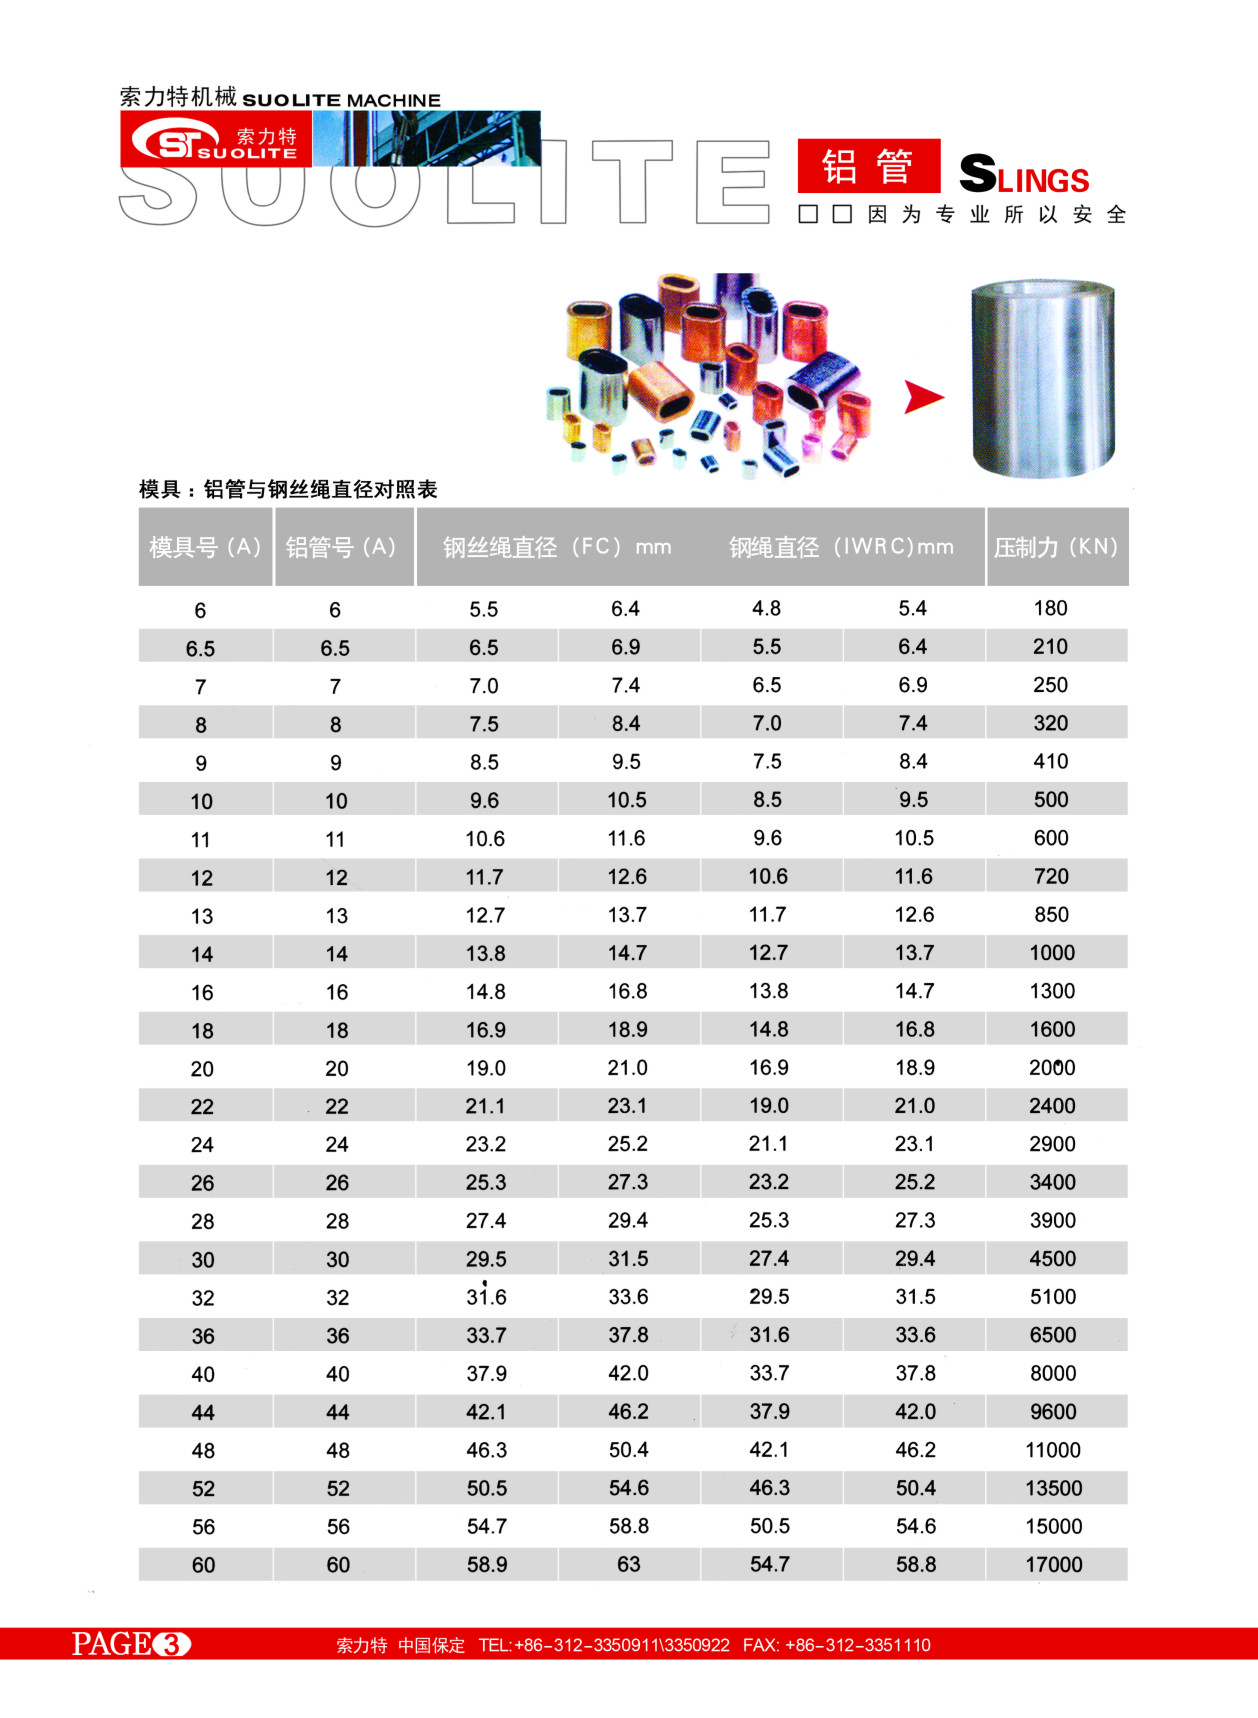 索力特机械 SUOLITE MACHINE
ST 索力特
SUOLITE
SUOLITE
铝管 SLINGS
□□因为专业所以安全
模具:铝管与钢丝绳直径对照表
模具号(A) 铝管号(A) 钢丝绳直径(FC)mm 钢绳直径(IWRC)mm 压制力(KN)
6 6 5.5 6.4 4.8 5.4 180
6.5 6.5 6.5 6.9 5.5 6.4 210
7 7 7.0 7.4 6.5 6.9 250
8 8 7.5 8.4 7.0 7.4 320
9 9 8.5 9.5 7.5 8.4 410
10 10 9.6 10.5 8.5 9.5 500
11 11 10.6 11.6 9.6 10.5 600
12 12 11.7 12.6 10.6 11.6 720
13 13 12.7 13.7 11.7 12.6 850
14 14 13.8 14.7 12.7 13.7 1000
16 16 14.8 16.8 13.8 14.7 1300
18 18 16.9 18.9 14.8 16.8 1600
20 20 19.0 21.0 16.9 18.9 2000
22 22 21.1 23.1 19.0 21.0 2400
24 24 23.2 25.2 21.1 23.1 2900
26 26 25.3 27.3 23.2 25.2 3400
28 28 27.4 29.4 25.3 27.3 3900
30 30 29.5 31.5 27.4 29.4 4500
32 32 31.6 33.6 29.5 31.5 5100
36 36 33.7 37.8 31.6 33.6 6500
40 40 37.9 42.0 33.7 37.8 8000
44 44 42.1 46.2 37.9 42.0 9600
48 48 46.3 50.4 42.1 46.2 11000
52 52 50.5 54.6 46.3 50.4 13500
56 56 54.7 58.8 50.5 54.6 15000
60 60 58.9 63 54.7 58.8 17000
PAGE 3 索力特 中国保定 TEL:+86-312-3350911\3350922 FAX: +86-312-3351110